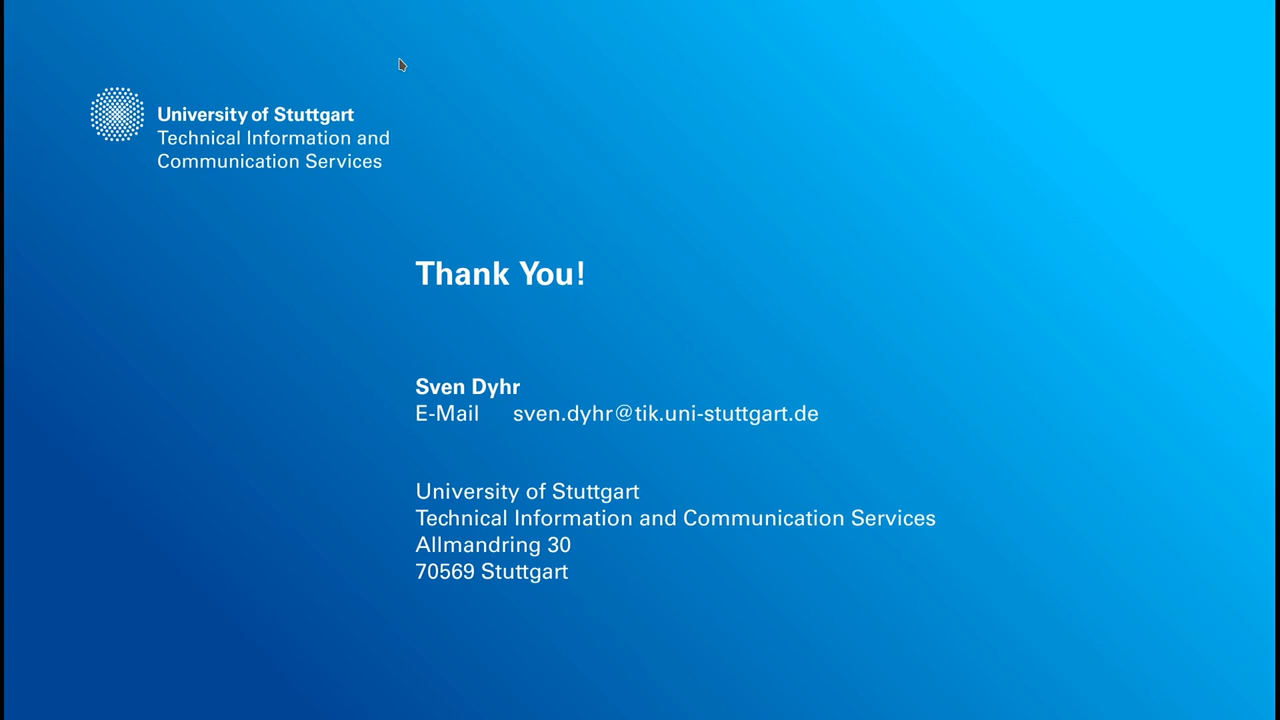 University of Stuttgart
Technical Information and
Communication Services
Thank You!
Sven Dyhr
E-Mail sven.dyhr@tik.uni-stuttgart.de
University of Stuttgart
Technical Information and Communication Services
Allmandring 30
70569 Stuttgart